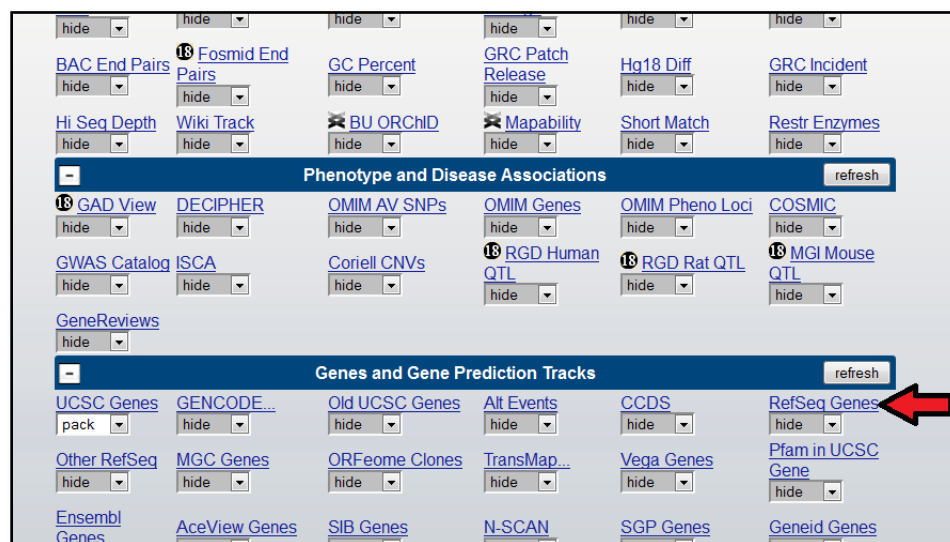 hide hide hide hide hide hide
BAC End Pairs 18 Fosmid End Pairs GC Percent GRC Patch Release Hg18 Diff GRC Incident
hide hide hide hide hide hide
Hi Seq Depth Wiki Track BU ORChID Mapability Short Match Restr Enzymes
hide hide hide hide hide hide
- Phenotype and Disease Associations refresh
18 GAD View DECIPHER OMIM AV SNPs OMIM Genes OMIM Pheno Loci COSMIC
hide hide hide hide hide hide
GWAS Catalog ISCA Coriell CNVs 18 RGD Human QTL 18 RGD Rat QTL 18 MGI Mouse QTL
hide hide hide hide hide hide
GeneReviews
hide
- Genes and Gene Prediction Tracks refresh
UCSC Genes GENCODE... Old UCSC Genes Alt Events CCDS RefSeq Genes
pack hide hide hide hide hide
Other RefSeq MGC Genes ORFeome Clones TransMap... Vega Genes Pfam in UCSC Gene
hide hide hide hide hide hide
Ensembl Genes AceView Genes SIB Genes N-SCAN SGP Genes Geneid Genes